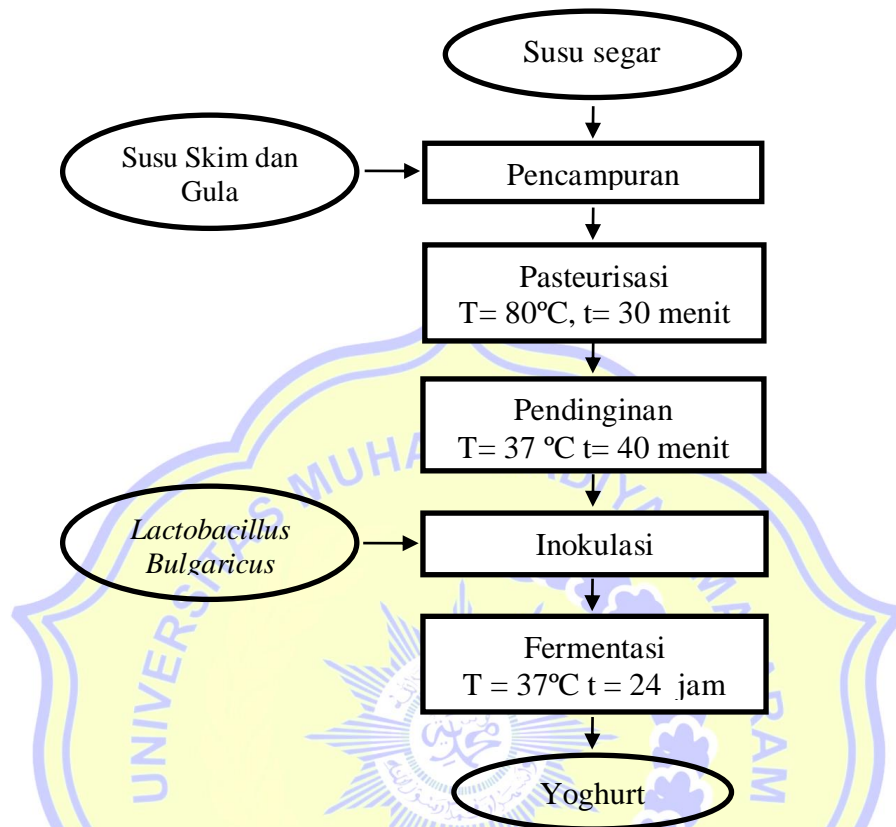 Susu segar
Susu Skim dan
Gula
Pencampuran
Pasteurisasi
T= 80ºC, t= 30 menit
Pendinginan
T= 37 ºC t= 40 menit
Lactobacillus
Bulgaricus
Inokulasi
Fermentasi
T = 37ºC t = 24 jam
Yoghurt